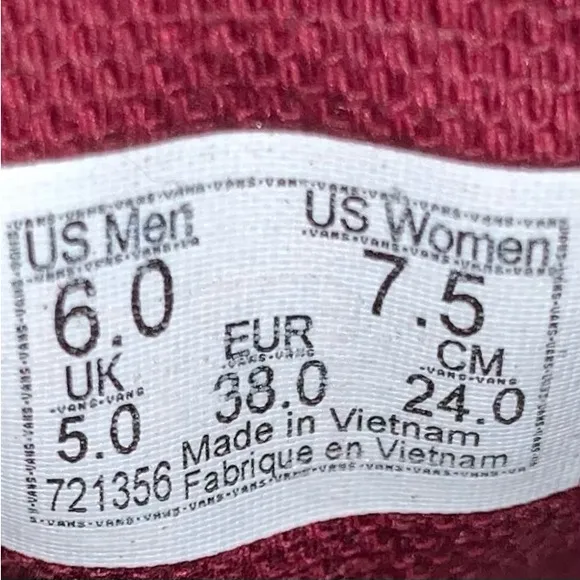 US Men US Women
6.0 7.5
UK EUR CM
5.0 38.0 24.0
Made in Vietnam
721356 Fabrique en Vietnam